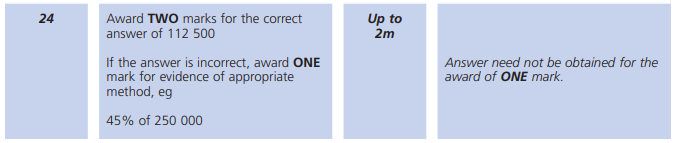 24
Award TWO marks for the correct
answer of 112 500
If the answer is incorrect, award ONE
mark for evidence of appropriate
method, eg
45% of 250 000
Up to
2m
Answer need not be obtained for the
award of ONE mark.